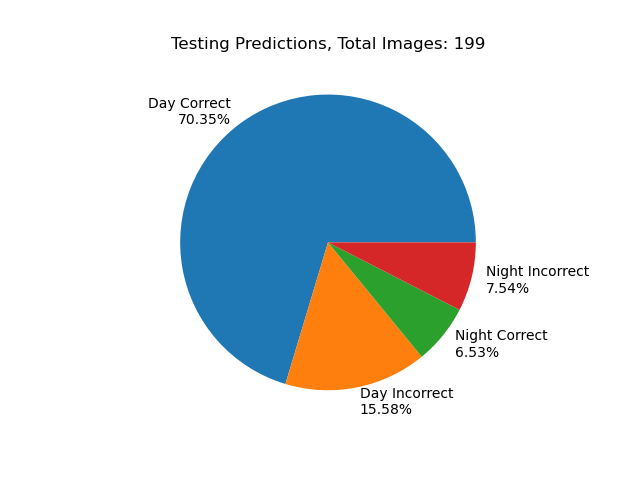 Testing Predictions, Total Images: 199
Day Correct
70.35%
Night Incorrect
7.54%
Night Correct
6.53%
Day Incorrect
15.58%